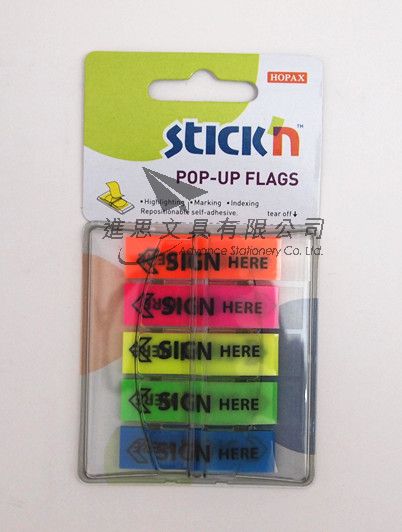 HOPAX
STICK'n™
POP-UP FLAGS
•Highlighting •Marking •Indexing
Repositionable self-adhesive.
tear off↓
進思文具有限公司
Advance Stationery Co. Ltd.
SIGN HERE
SIGN HERE
SIGN HERE
SIGN HERE
SIGN HERE